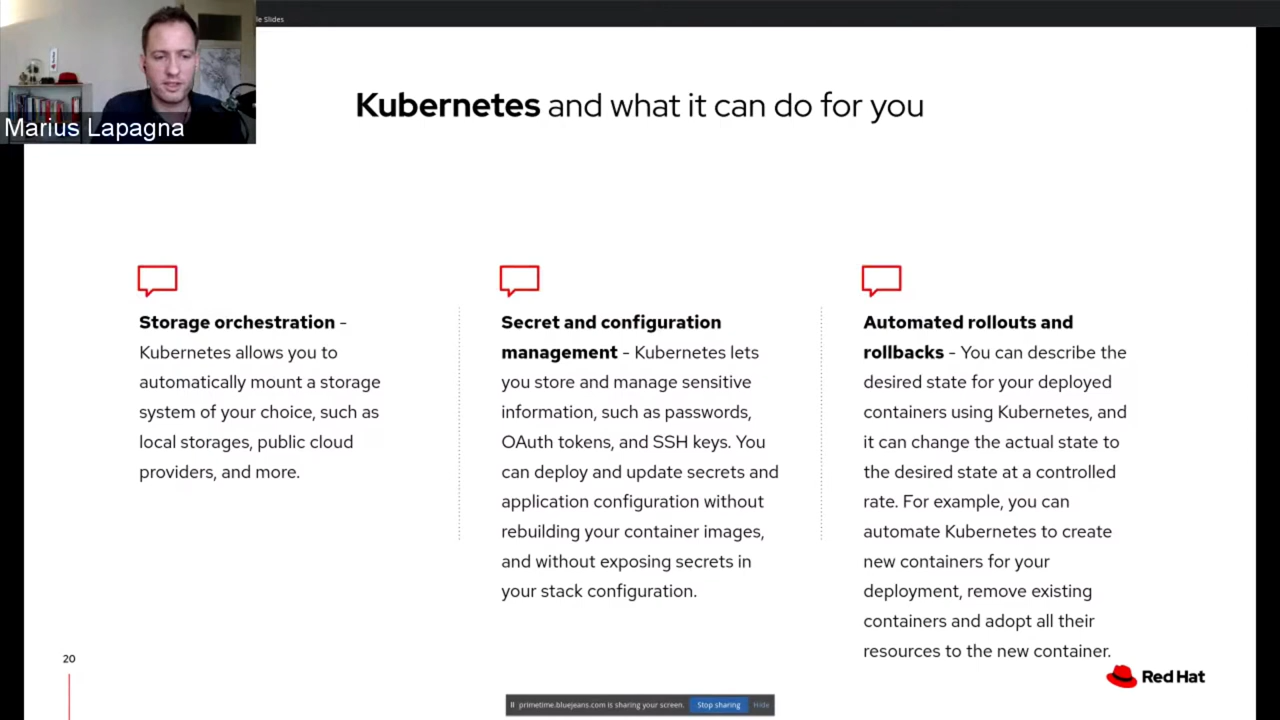 le Slides
Marius Lapagna
Kubernetes and what it can do for you
Storage orchestration -
Kubernetes allows you to
automatically mount a storage
system of your choice, such as
local storages, public cloud
providers, and more.
Secret and configuration
management - Kubernetes lets
you store and manage sensitive
information, such as passwords,
OAuth tokens, and SSH keys. You
can deploy and update secrets and
application configuration without
rebuilding your container images,
and without exposing secrets in
your stack configuration.
Automated rollouts and
rollbacks - You can describe the
desired state for your deployed
containers using Kubernetes, and
it can change the actual state to
the desired state at a controlled
rate. For example, you can
automate Kubernetes to create
new containers for your
deployment, remove existing
containers and adopt all their
resources to the new container.
20
Red Hat
primetime.bluejeans.com is sharing your screen.
Stop sharing
Hide